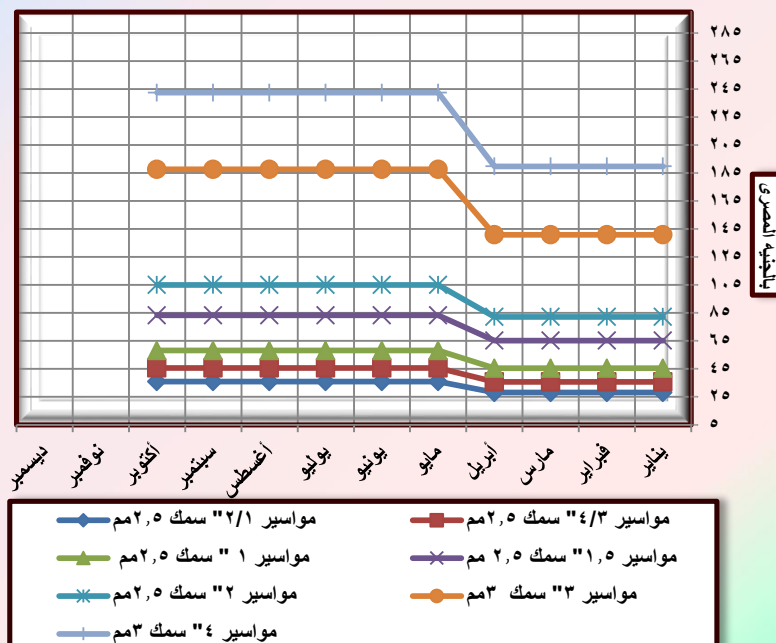 ٢٨٥
٢٦٥
٢٤٥
٢٢٥
٢٠٥
١٨٥
١٦٥
١٤٥
١٢٥
١٠٥
٨٥
٦٥
٤٥
٢٥
٥
بالجنيه المصرى
يناير فبراير مارس أبريل مايو يونيو يوليو أغسطس سبتمبر أكتوبر نوفمبر ديسمبر
مواسير ٤/٣" سمك ٢,٥مم مواسير ٢/١" سمك ٢,٥مم
مواسير ١,٥" سمك ٢,٥ مم مواسير ١ " سمك ٢,٥مم
مواسير ٣" سمك ٣مم مواسير ٢" سمك ٢,٥مم
مواسير ٤" سمك ٣مم